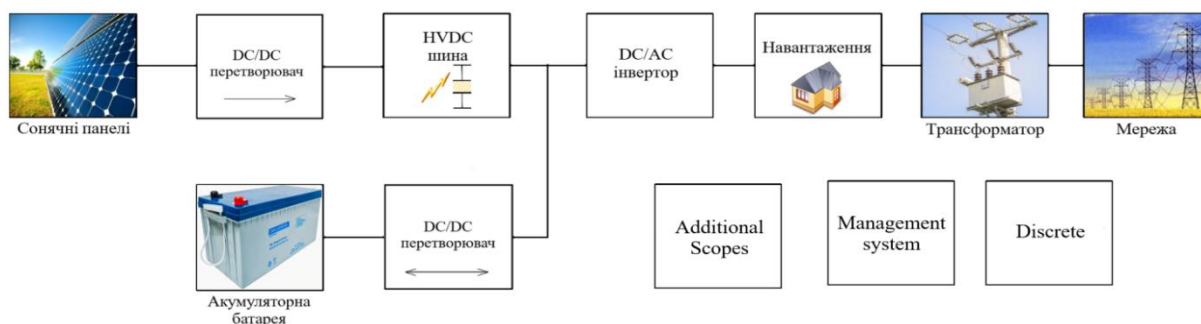 DC/DC
перетворювач
HVDC
шина
DC/AC
інвертор
Навантаження
Сонячні панелі
Трансформатор
Мережа
DC/DC
перетворювач
Акумуляторна
батарея
Additional
Scopes
Management
system
Discrete